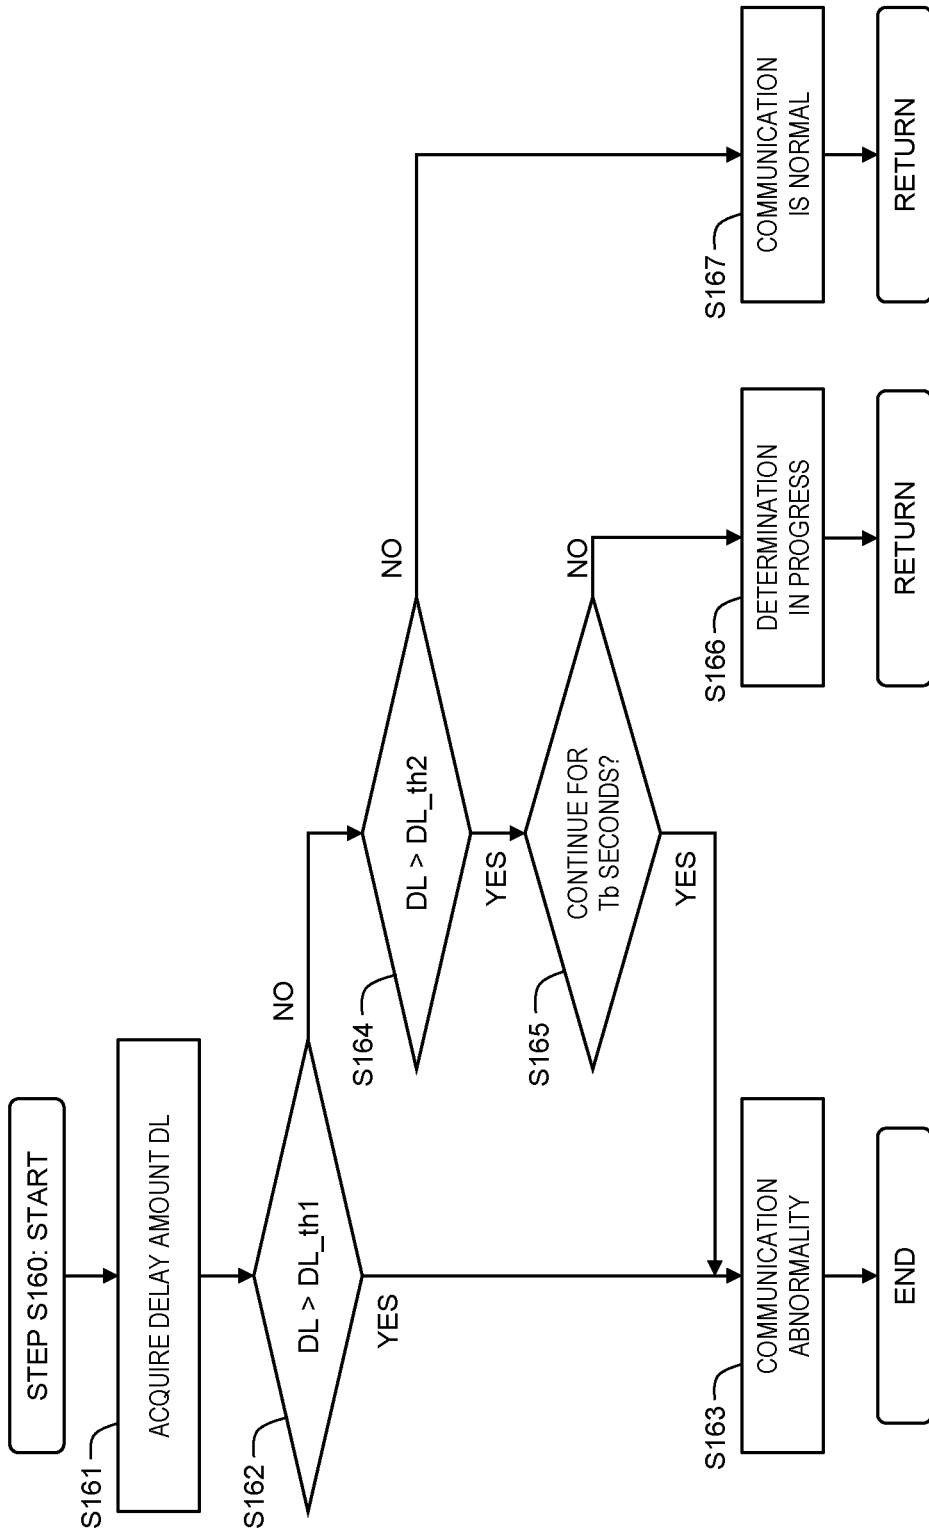 STEP S160: START
S161
ACQUIRE DELAY AMOUNT DL
S162
DL > DL_th1
NO
YES
S164
DL > DL_th2
NO
YES
S165
CONTINUE FOR
Tb SECONDS?
NO
YES
S163
COMMUNICATION
ABNORMALITY
S166
DETERMINATION
IN PROGRESS
S167
COMMUNICATION
IS NORMAL
END
RETURN
RETURN